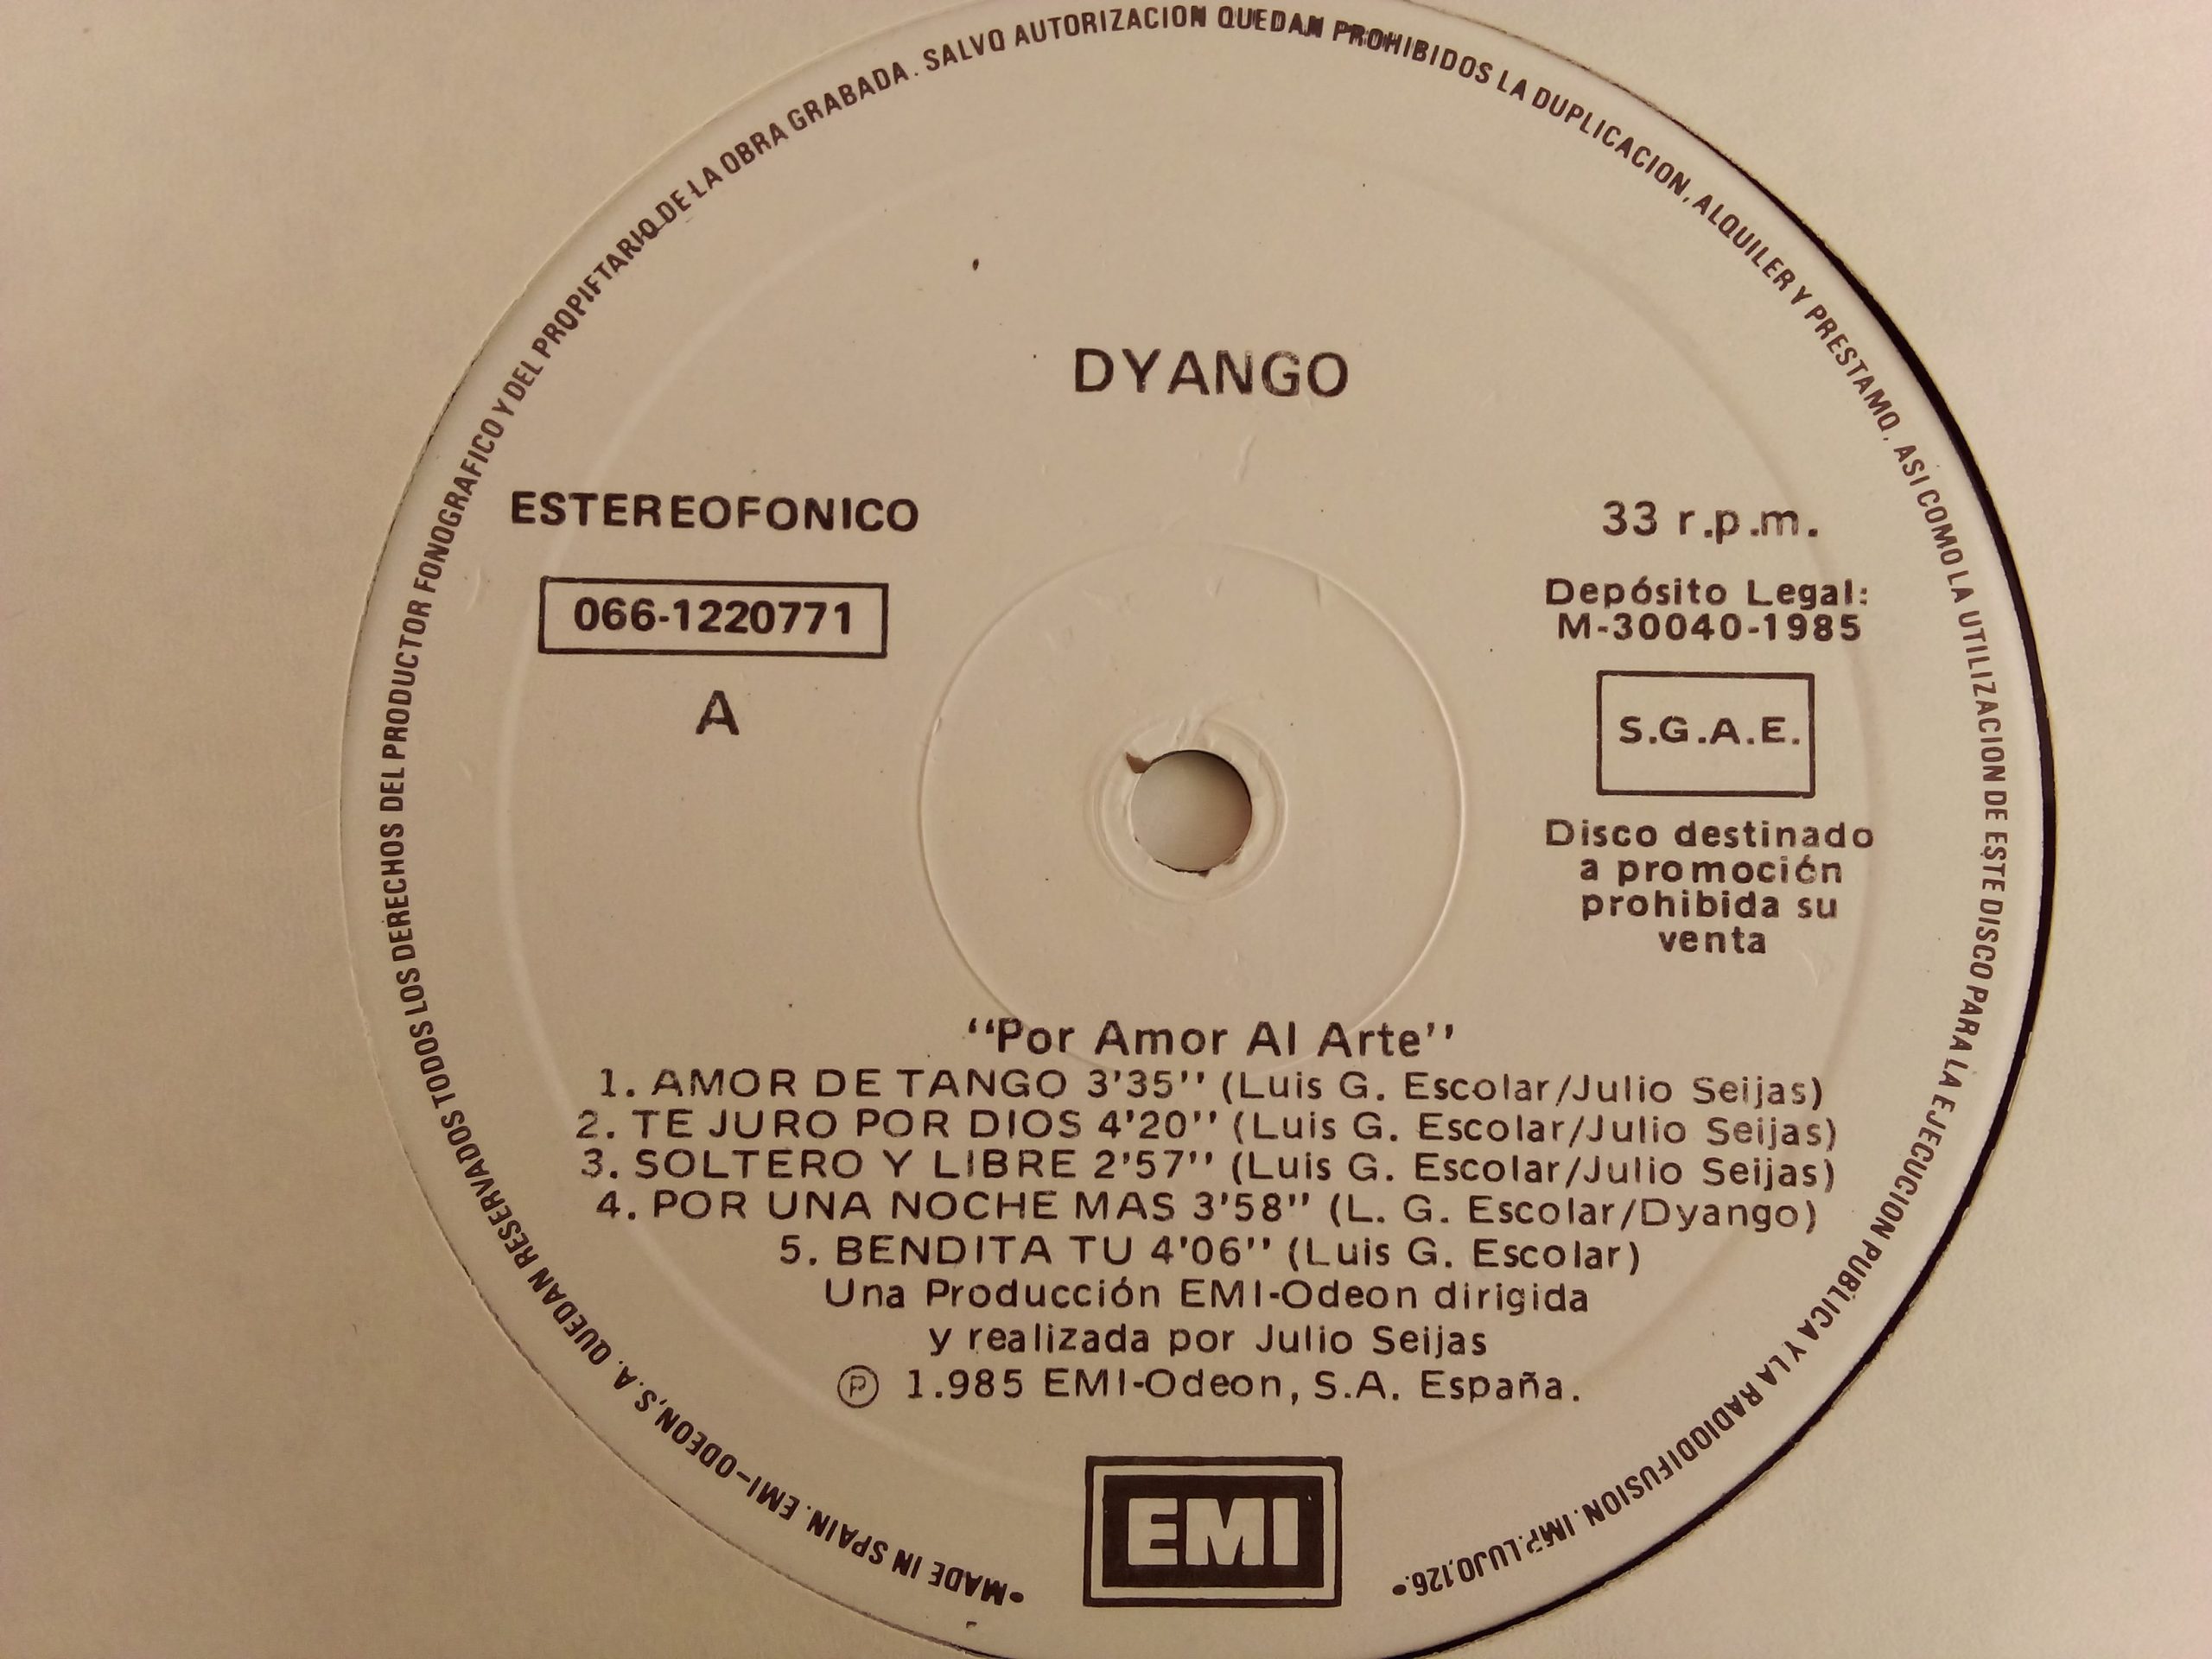 •MADE IN SPAIN. EMI-ODEON,S.A. QUEDAN RESERVADOS TODOS LOS DERECHOS DEL PRODUCTOR FONOGRAFICO Y DEL PROPIFTARIO DE LA OBRA GRABADA. SALVO AUTORIZACION QUEDAN PROHIBIDOS LA DUPLICACION, ALQUILER Y PRESTAMO, ASI COMO LA UTILIZACION DE ESTE DISCO PARA LA EJECUCION PUBLICA Y LA RADIODIFUSION. IMP. LUJO,126.•
DYANGO
ESTEREOFONICO
066-1220771
A
33 r.p.m.
Depósito Legal:
M-30040-1985
S.G.A.E.
Disco destinado
a promoción
prohibida su
venta
"Por Amor Al Arte"
1. AMOR DE TANGO 3'35" (Luis G. Escolar/Julio Seijas)
2. TE JURO POR DIOS 4'20" (Luis G. Escolar/Julio Seijas)
3. SOLTERO Y LIBRE 2'57" (Luis G. Escolar/Julio Seijas)
4. POR UNA NOCHE MAS 3'58" (L. G. Escolar/Dyango)
5. BENDITA TU 4'06" (Luis G. Escolar)
Una Producción EMI-Odeon dirigida
y realizada por Julio Seijas
Ⓟ 1.985 EMI-Odeon, S.A. España.
EMI